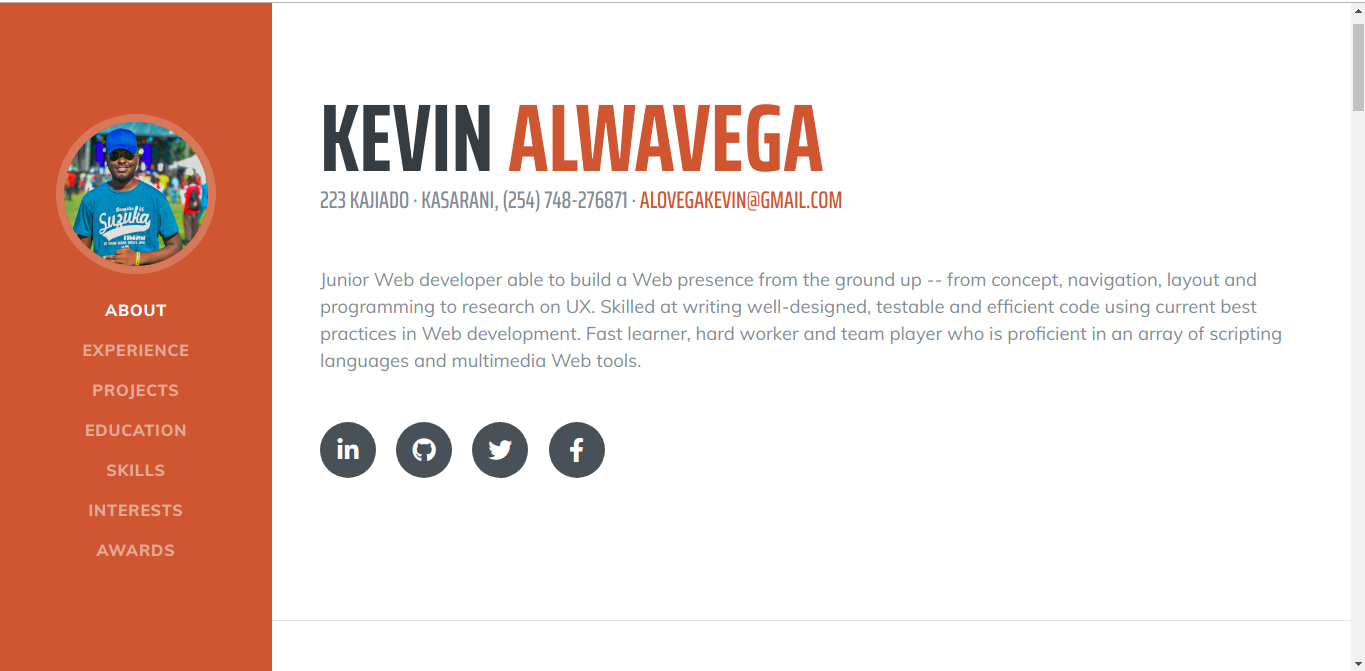 KEVIN ALWAVEGA
223 KAJIADO · KASARANI, (254) 748-276871 · ALOVEGAKEVIN@GMAIL.COM
Junior Web developer able to build a Web presence from the ground up -- from concept, navigation, layout and
programming to research on UX. Skilled at writing well-designed, testable and efficient code using current best
practices in Web development. Fast learner, hard worker and team player who is proficient in an array of scripting
languages and multimedia Web tools.
Suzuka
ABOUT
EXPERIENCE
PROJECTS
EDUCATION
SKILLS
INTERESTS
AWARDS